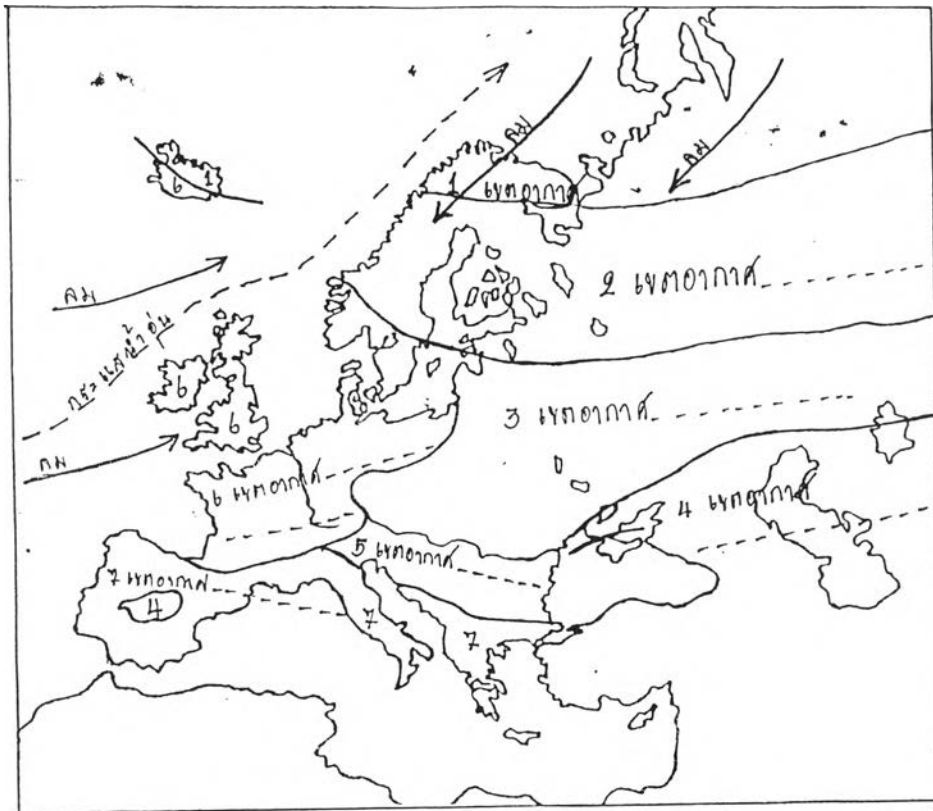 ลม
ลม
6 1
1 เขตอากาศ
2 เขตอากาศ
ลม
กระแสน้ำอุ่น
6
6
6
3 เขตอากาศ
ลม
6 เขตอากาศ
4 เขตอากาศ
5 เขตอากาศ
7 เขตอากาศ
4
7
7